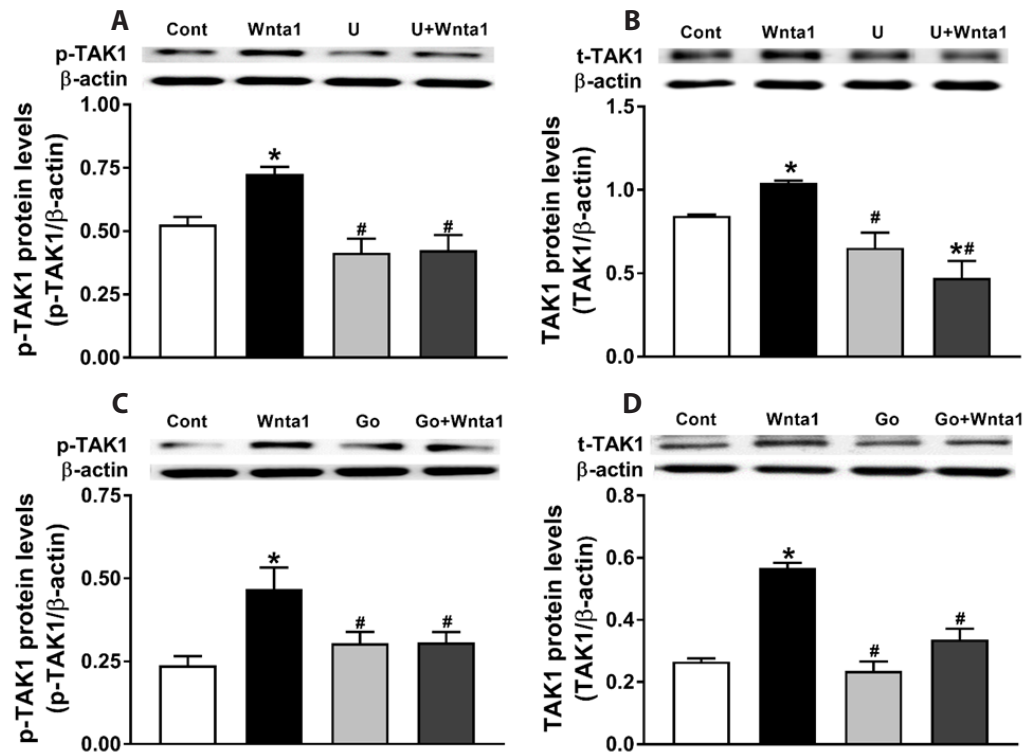 A
Cont Wnta1 U U+Wnta1
p-TAK1
β-actin
p-TAK1 protein levels
(p-TAK1/β-actin)
1.00
0.75
0.50
0.25
0.00
*
#
#
B
Cont Wnta1 U U+Wnta1
t-TAK1
β-actin
TAK1 protein levels
(TAK1/β-actin)
1.5
1.0
0.5
0.0
*
#
*#
C
Cont Wnta1 Go Go+Wnta1
p-TAK1
β-actin
p-TAK1 protein levels
(p-TAK1/β-actin)
0.75
0.50
0.25
0.00
*
#
#
D
Cont Wnta1 Go Go+Wnta1
t-TAK1
β-actin
TAK1 protein levels
(TAK1/β-actin)
0.8
0.6
0.4
0.2
0.0
*
#
#